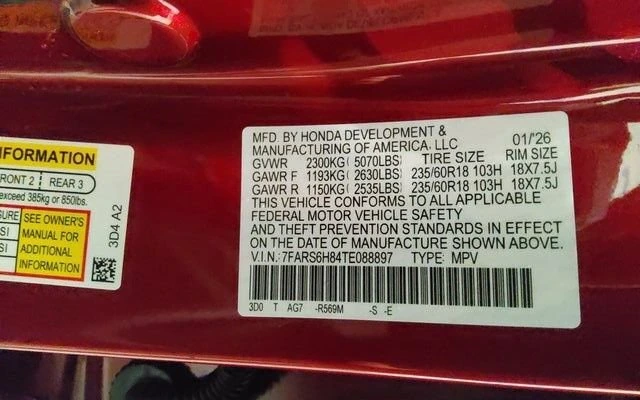 FORMATION
RONT 2 REAR 3
exceed 385kg or 850lbs.
URE SEE OWNER'S
SI MANUAL FOR
SI ADDITIONAL
INFORMATION
3D4 A2
MFD. BY HONDA DEVELOPMENT &
MANUFACTURING OF AMERICA, LLC 01/'26
GVWR 2300KG( 5070LBS) TIRE SIZE RIM SIZE
GAWR F 1193KG( 2630LBS) 235/60R18 103H 18X7.5J
GAWR R 1150KG( 2535LBS) 235/60R18 103H 18X7.5J
THIS VEHICLE CONFORMS TO ALL APPLICABLE
FEDERAL MOTOR VEHICLE SAFETY
AND THEFT PREVENTION STANDARDS IN EFFECT
ON THE DATE OF MANUFACTURE SHOWN ABOVE.
V.I.N.:7FARS6H84TE088897 TYPE: MPV
3D0 T AG7 -R569M -S -E